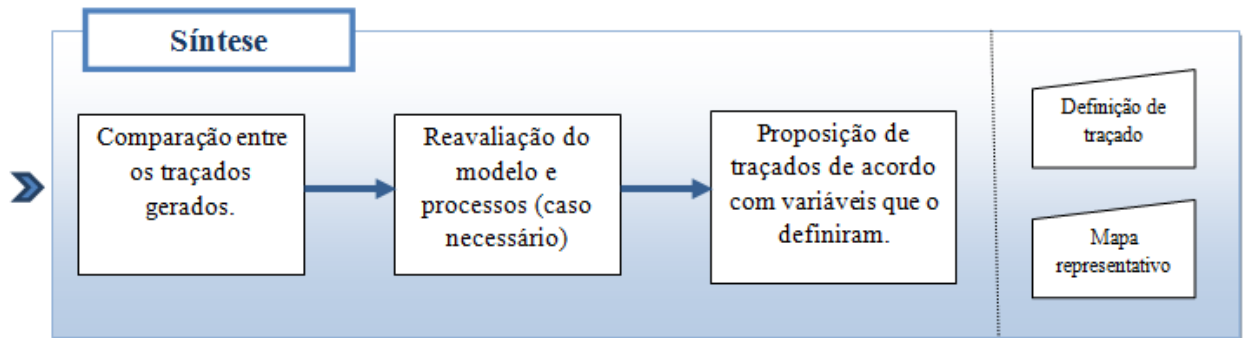 Síntese
Comparação entre
os traçados
gerados.
Reavaliação do
modelo e
processos (caso
necessário)
Proposição de
traçados de acordo
com variáveis que o
definiram.
Definição de
traçado
Mapa
representativo